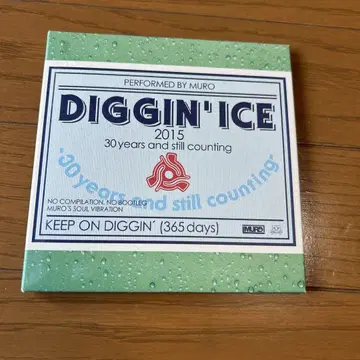 PERFORMED BY MURO
DIGGIN' ICE
2015
30 years and still counting
'30 years and still counting'
NO COMPILATION, NO BOOTLEG
MURO'S SOUL VIBRATION
KEEP ON DIGGIN' (365 days)
MURO